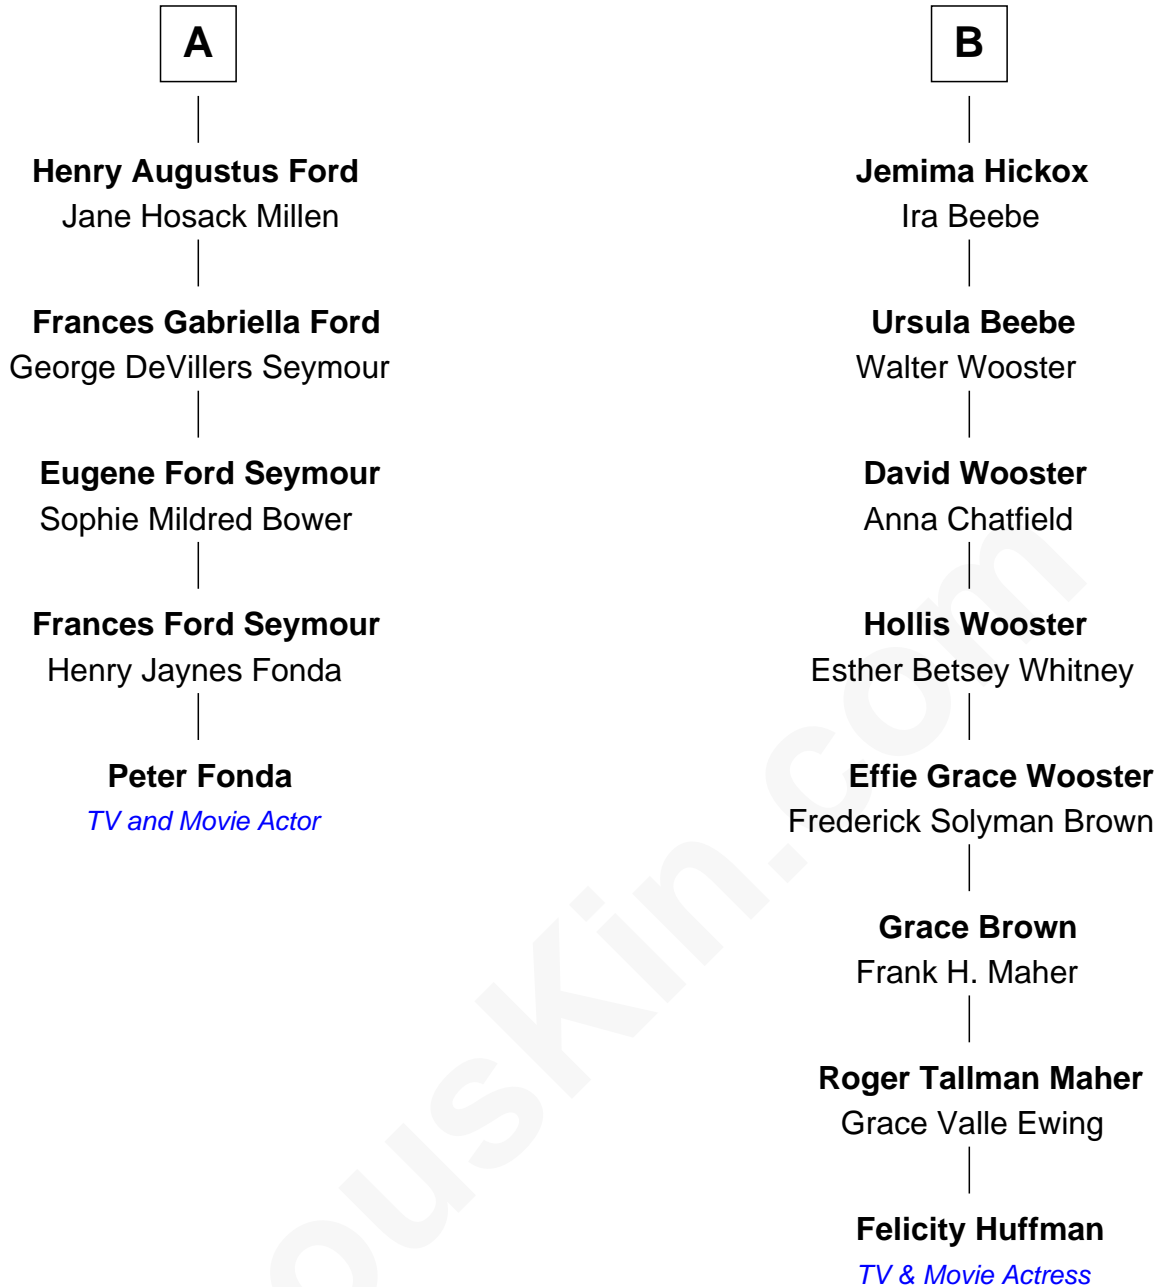 A
Henry Augustus Ford
Jane Hosack Millen
Frances Gabriella Ford
George DeVillers Seymour
Eugene Ford Seymour
Sophie Mildred Bower
Frances Ford Seymour
Henry Jaynes Fonda
Peter Fonda
TV and Movie Actor
B
Jemima Hickox
Ira Beebe
Ursula Beebe
Walter Wooster
David Wooster
Anna Chatfield
Hollis Wooster
Esther Betsey Whitney
Effie Grace Wooster
Frederick Solyman Brown
Grace Brown
Frank H. Maher
Roger Tallman Maher
Grace Valle Ewing
Felicity Huffman
TV & Movie Actress
ousKin.com